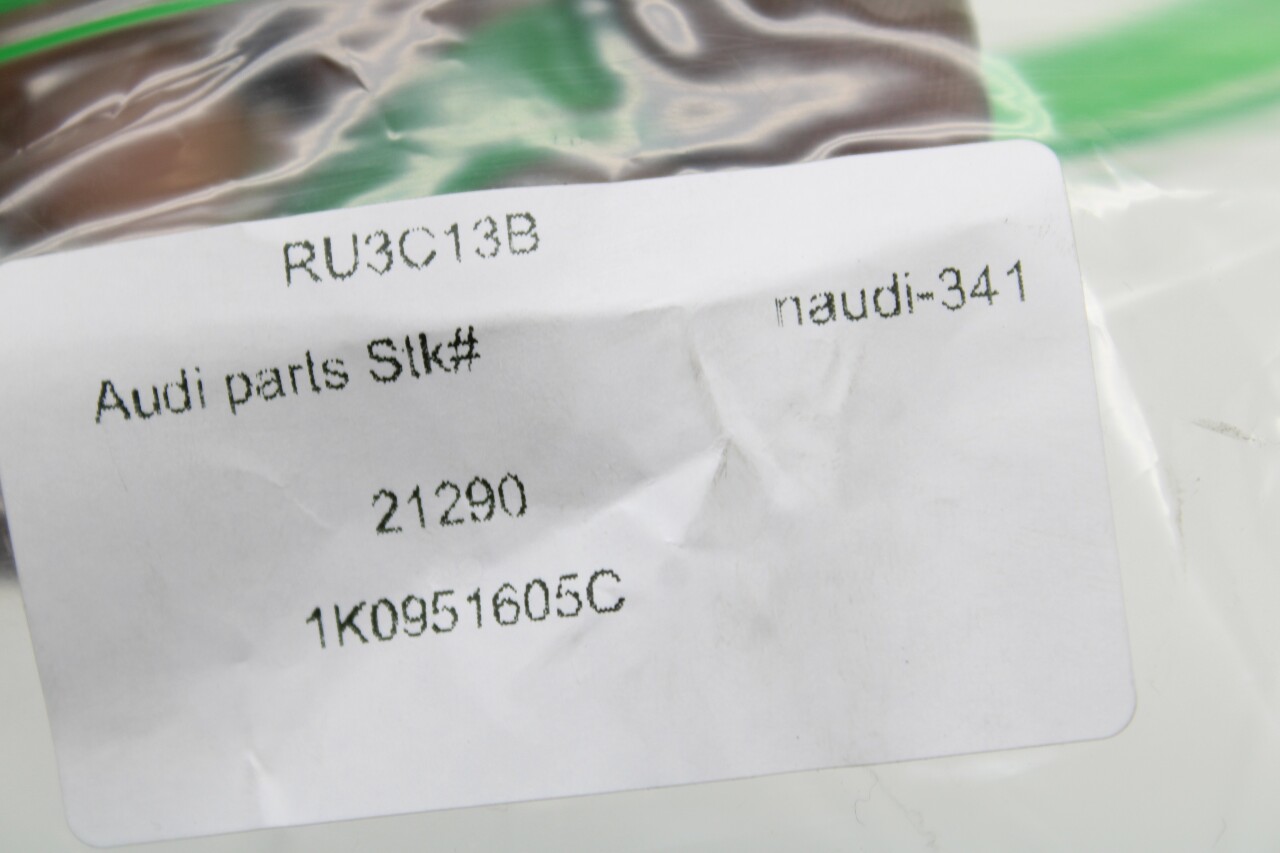 RU3C13B
naudi-341
Audi parts Stk#
21290
1K0951605C